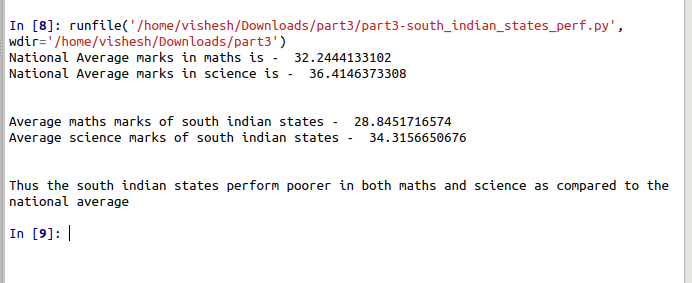 In [8]: runfile('/home/vishesh/Downloads/part3/part3-south_indian_states_perf.py',
wdir='/home/vishesh/Downloads/part3')
National Average marks in maths is -  32.2444133102
National Average marks in science is -  36.4146373308
Average maths marks of south indian states -  28.8451716574
Average science marks of south indian states -  34.3156650676
Thus the south indian states perform poorer in both maths and science as compared to the
national average
In [9]: